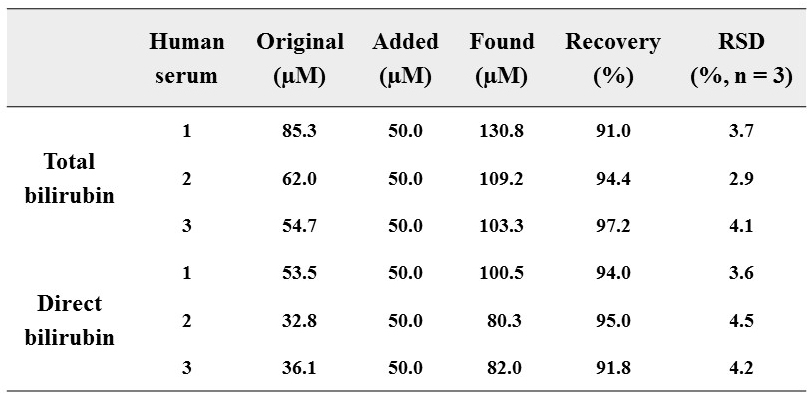 Human serum Original (μM) Added (μM) Found (μM) Recovery (%) RSD (%, n = 3)
Total bilirubin
1 85.3 50.0 130.8 91.0 3.7
2 62.0 50.0 109.2 94.4 2.9
3 54.7 50.0 103.3 97.2 4.1
Direct bilirubin
1 53.5 50.0 100.5 94.0 3.6
2 32.8 50.0 80.3 95.0 4.5
3 36.1 50.0 82.0 91.8 4.2